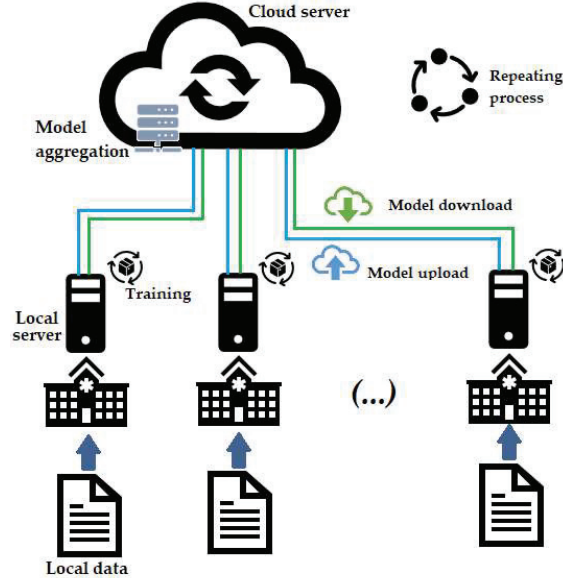 Cloud server
Repeating
process
Model
aggregation
Model download
Model upload
Training
Local
server
(...)
Local data